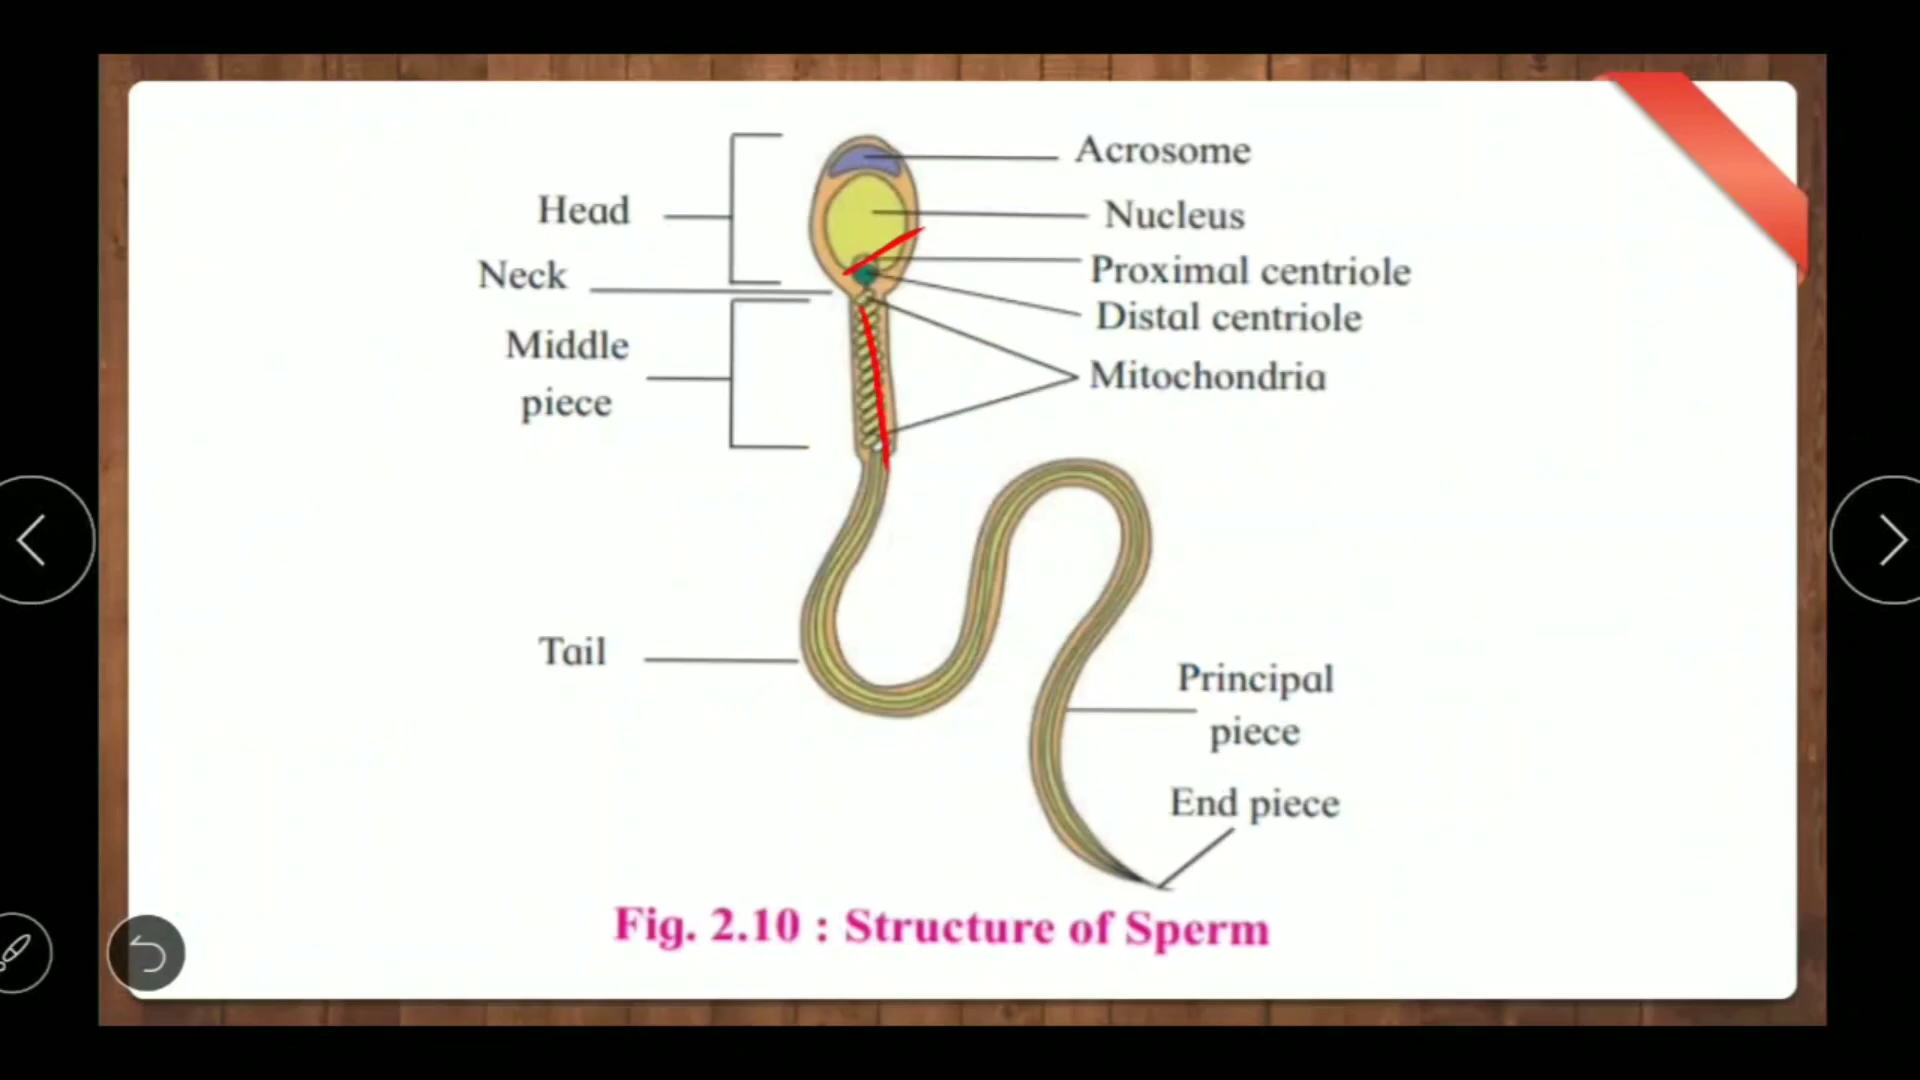 Acrosome
Head
Nucleus
Neck
Proximal centriole
Distal centriole
Middle
piece
Mitochondria
Tail
Principal
piece
End piece
Fig. 2.10 : Structure of Sperm